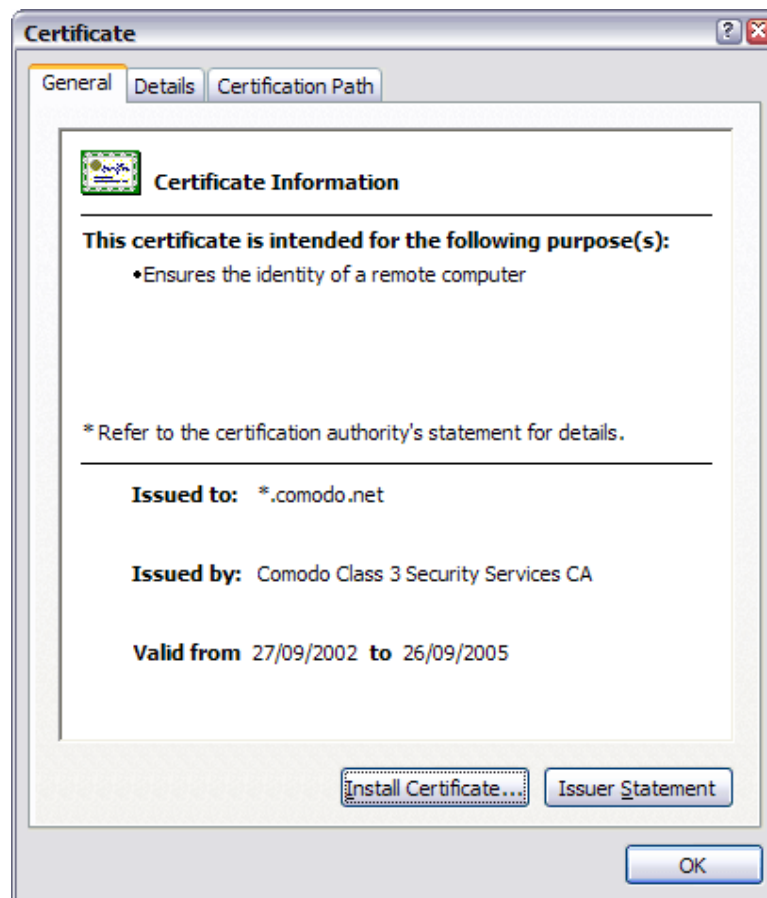 Certificate
General Details Certification Path
Certificate Information
This certificate is intended for the following purpose(s):
•Ensures the identity of a remote computer
* Refer to the certification authority's statement for details.
Issued to: *.comodo.net
Issued by: Comodo Class 3 Security Services CA
Valid from 27/09/2002 to 26/09/2005
Install Certificate... Issuer Statement
OK